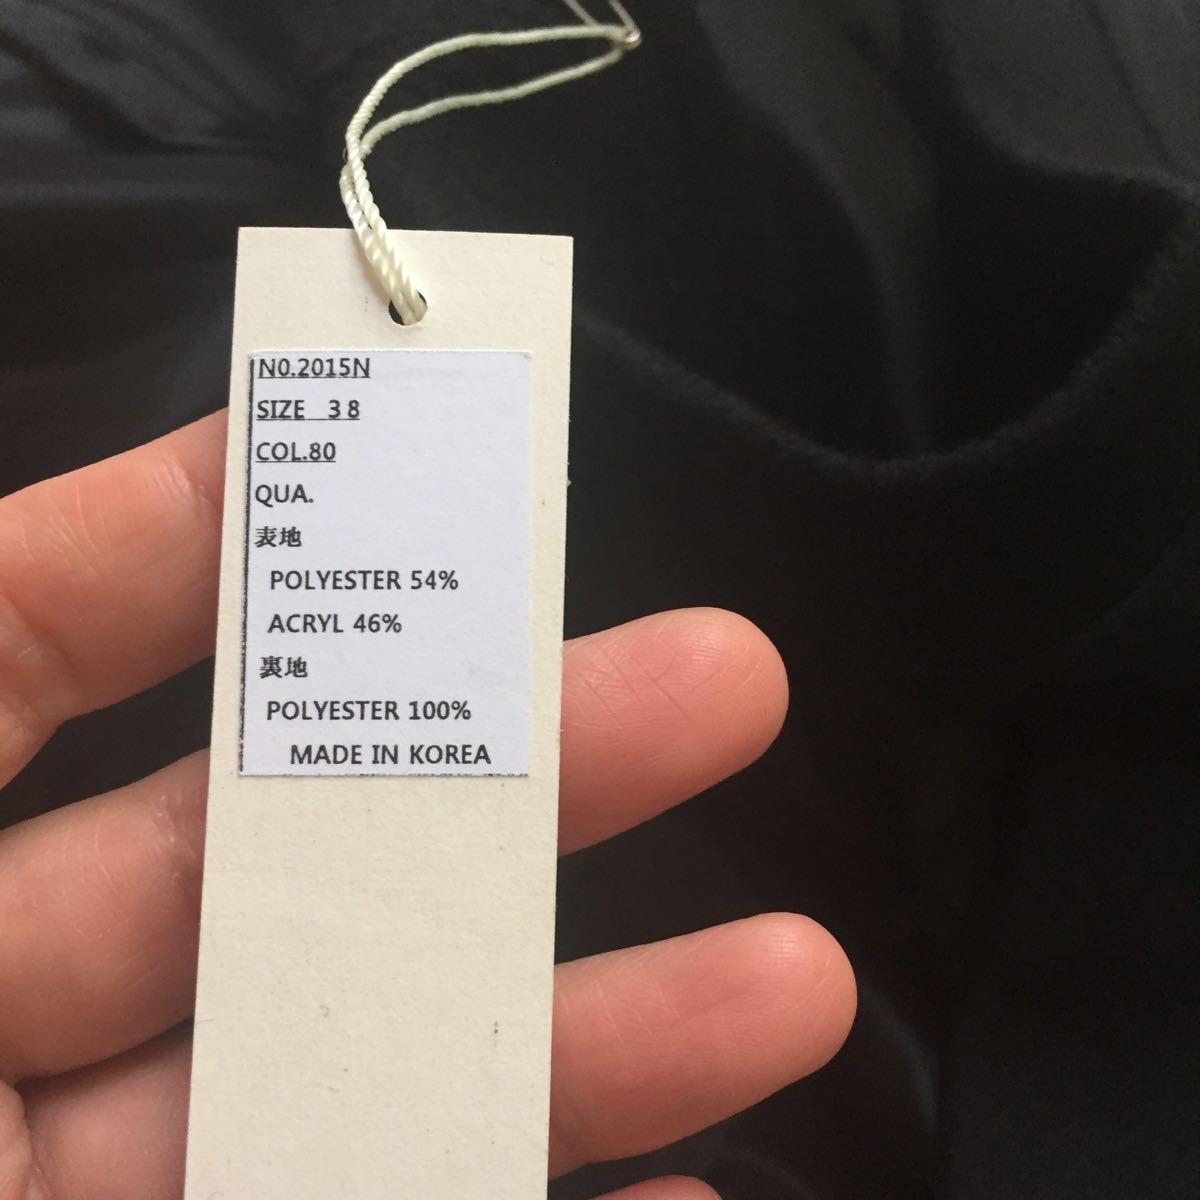 NO.2015N
SIZE 38
COL.80
QUA.
表地
POLYESTER 54%
ACRYL 46%
裏地
POLYESTER 100%
MADE IN KOREA